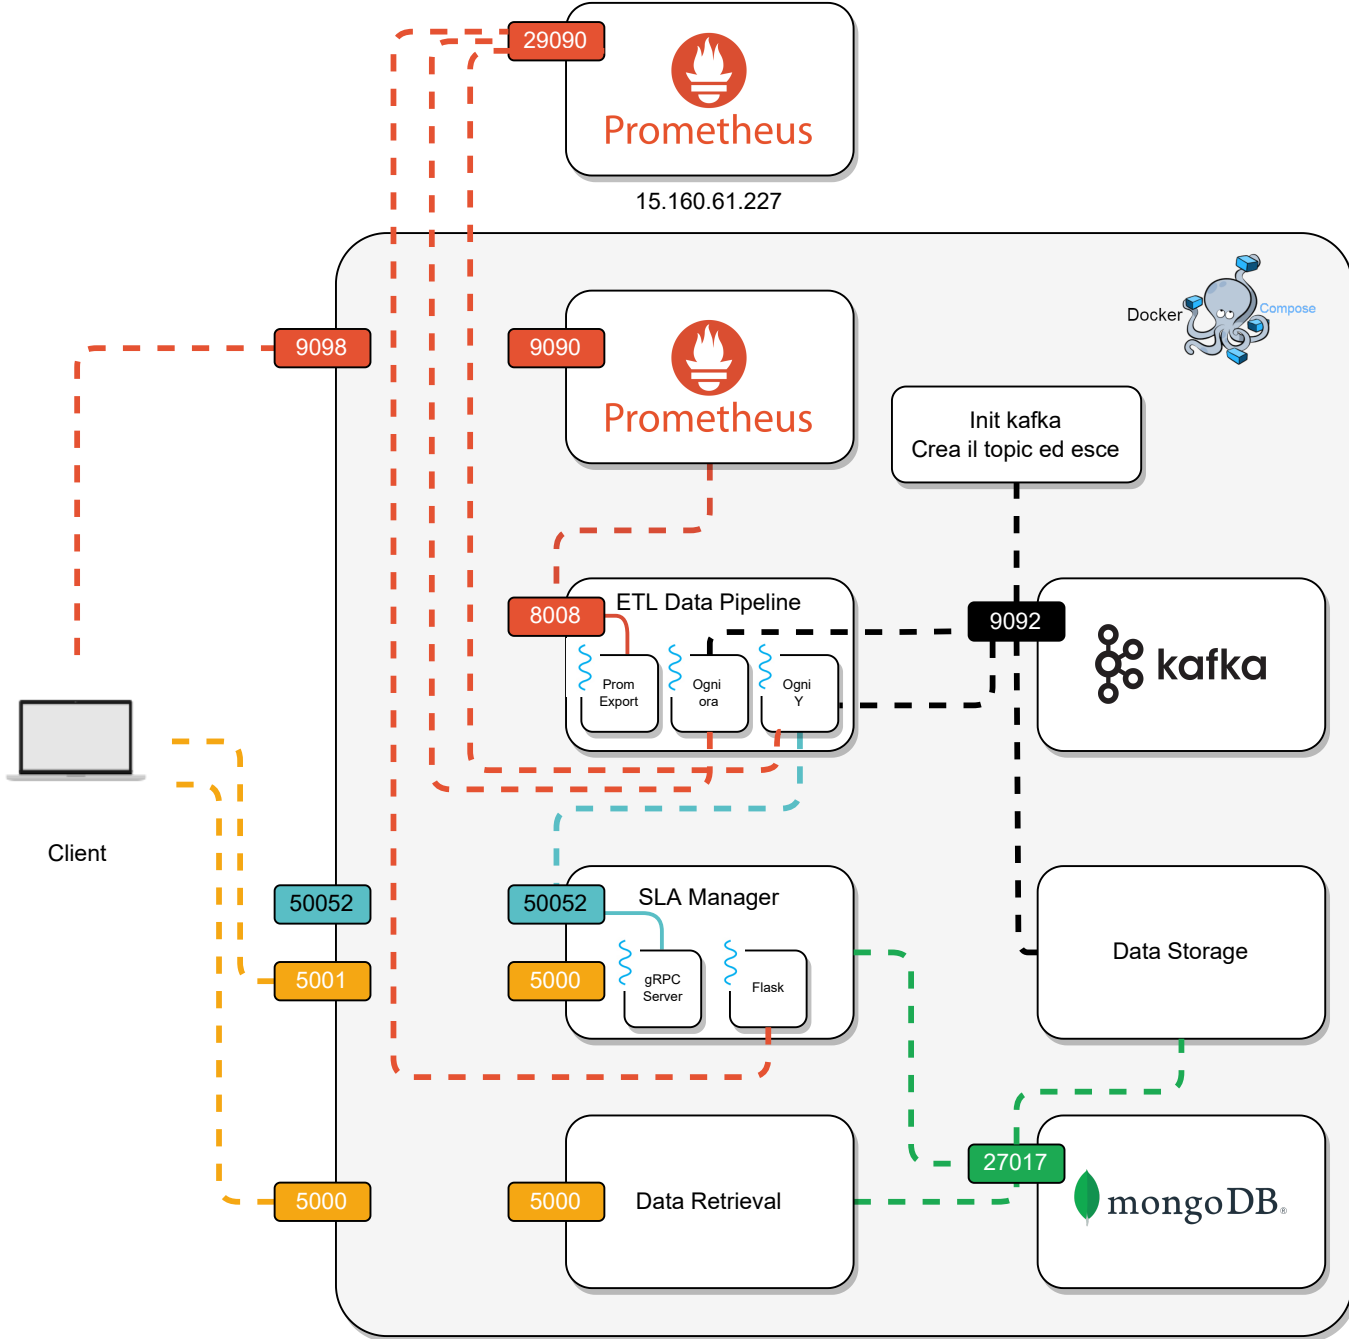 29090
Prometheus
15.160.61.227
Docker
Compose
9098
9090
Prometheus
Init kafka
Crea il topic ed esce
ETL Data Pipeline
8008
9092
kafka
Prom
Export
Ogni
ora
Ogni
Y
Client
50052
50052
SLA Manager
5001
5000
gRPC
Server
Flask
Data Storage
27017
5000
5000
Data Retrieval
mongoDB®